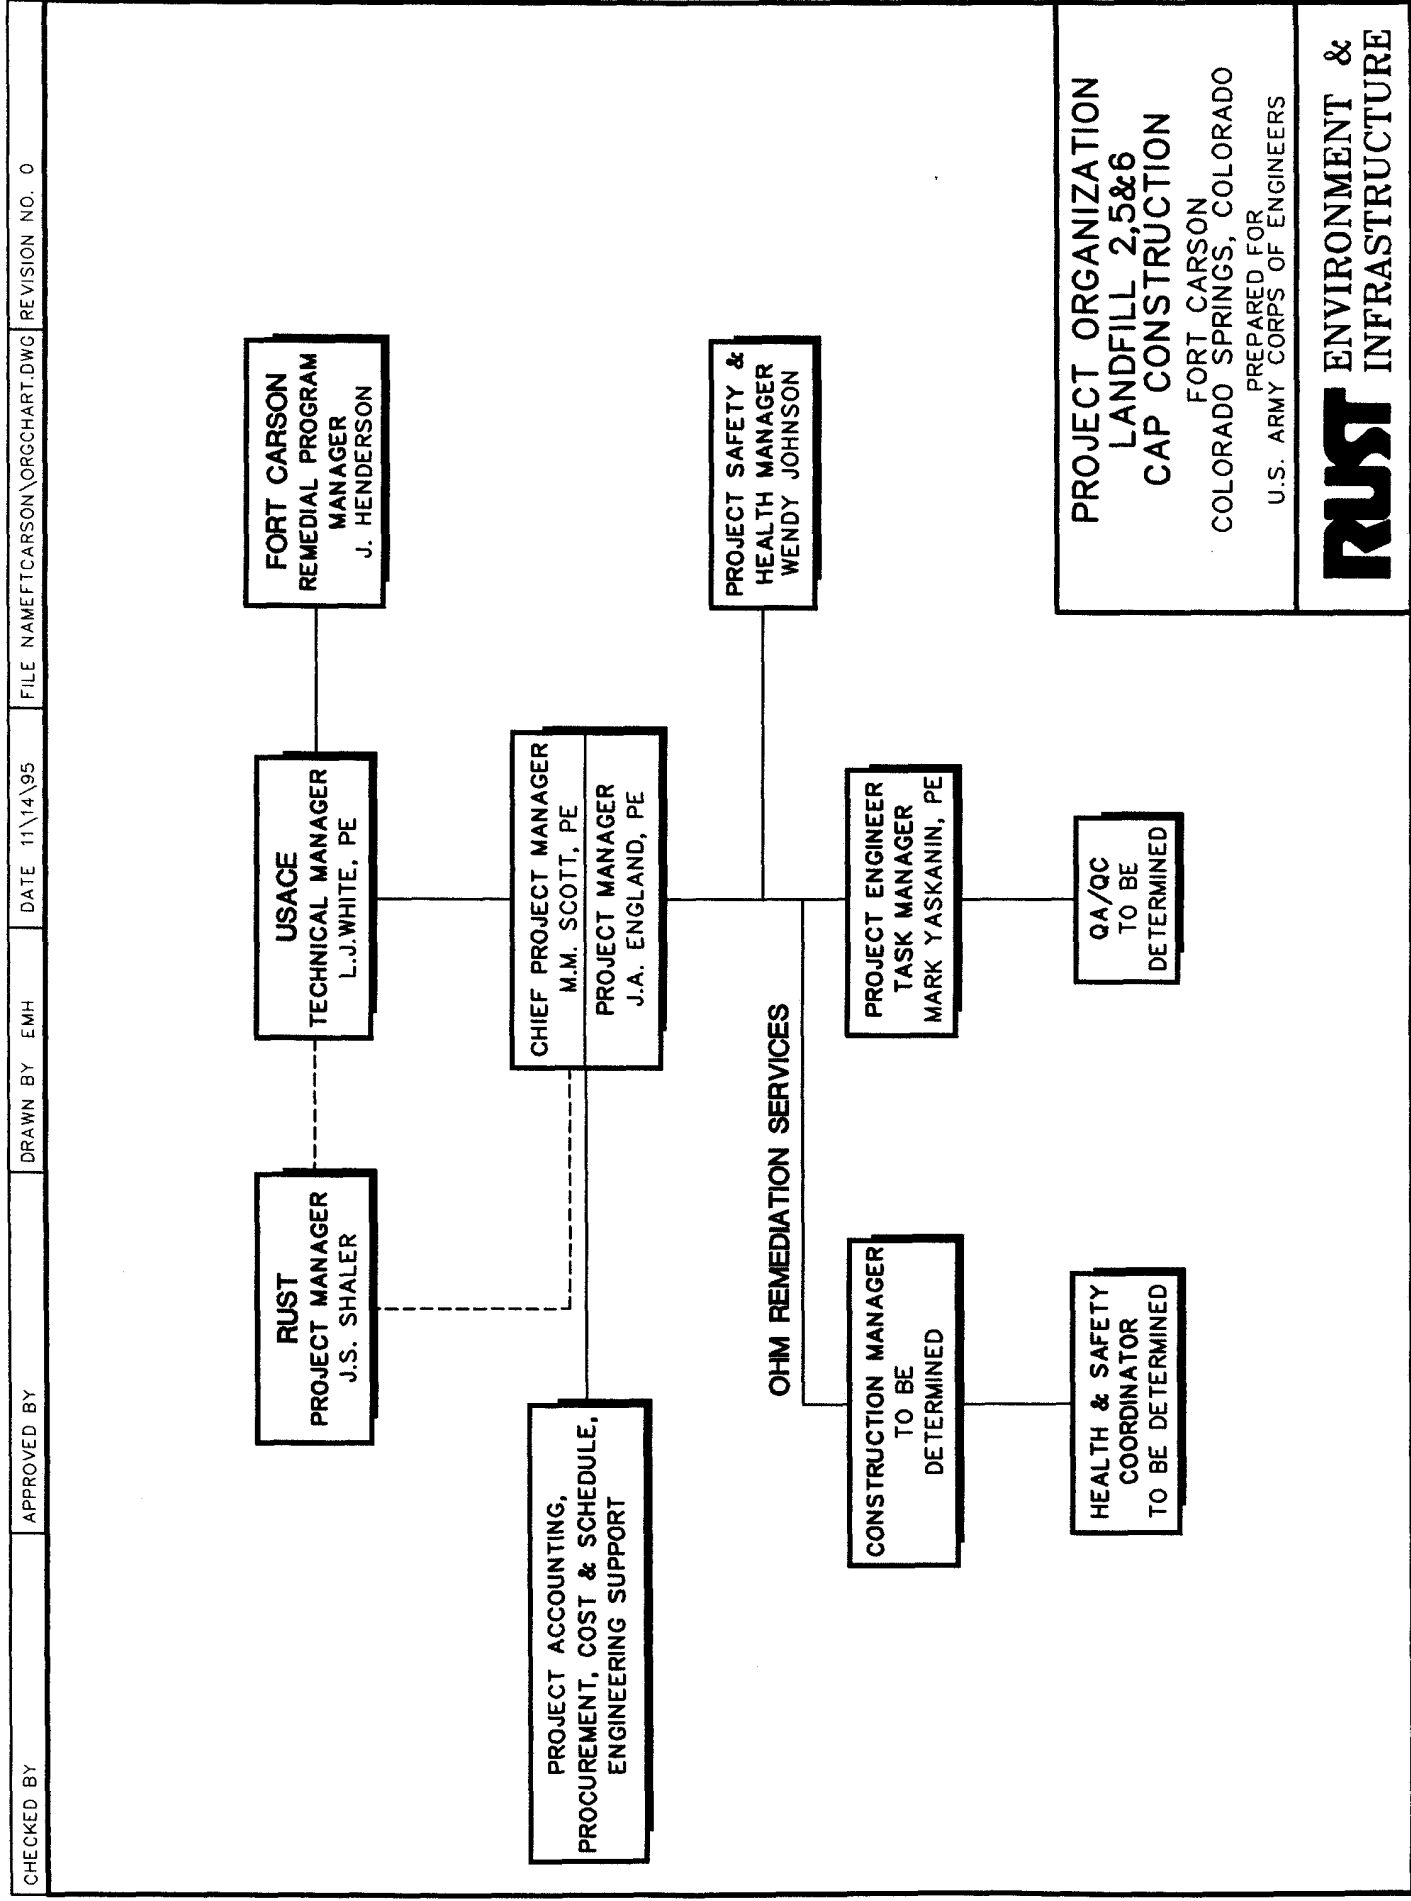 CHECKED BY
APPROVED BY
DRAWN BY EMH
DATE 11\14\95
FILE NAMEFTCARSON\ORGCHART.DWG
REVISION NO. 0
RUST
PROJECT MANAGER
J.S. SHALER
USACE
TECHNICAL MANAGER
L.J.WHITE, PE
FORT CARSON
REMEDIAL PROGRAM
MANAGER
J. HENDERSON
PROJECT ACCOUNTING,
PROCUREMENT, COST & SCHEDULE,
ENGINEERING SUPPORT
CHIEF PROJECT MANAGER
M.M. SCOTT, PE
PROJECT MANAGER
J.A. ENGLAND, PE
PROJECT SAFETY &
HEALTH MANAGER
WENDY JOHNSON
OHM REMEDIATION SERVICES
CONSTRUCTION MANAGER
TO BE
DETERMINED
PROJECT ENGINEER
TASK MANAGER
MARK YASKANIN, PE
HEALTH & SAFETY
COORDINATOR
TO BE DETERMINED
QA/QC
TO BE
DETERMINED
PROJECT ORGANIZATION
LANDFILL 2,5&6
CAP CONSTRUCTION
FORT CARSON
COLORADO SPRINGS, COLORADO
PREPARED FOR
U.S. ARMY CORPS OF ENGINEERS
RUST ENVIRONMENT &
INFRASTRUCTURE